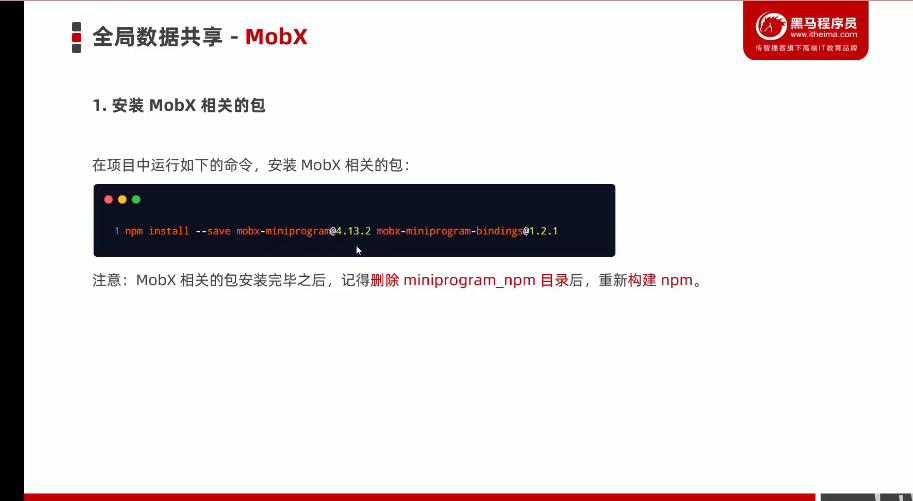 全局数据共享 - MobX
黑马程序员
www.itheima.com
传智播客旗下高端IT教育品牌
1. 安装 MobX 相关的包
在项目中运行如下的命令，安装 MobX 相关的包：
1 npm install --save mobx-miniprogram@4.13.2 mobx-miniprogram-bindings@1.2.1
注意：MobX 相关的包安装完毕之后，记得删除 miniprogram_npm 目录后，重新构建 npm。